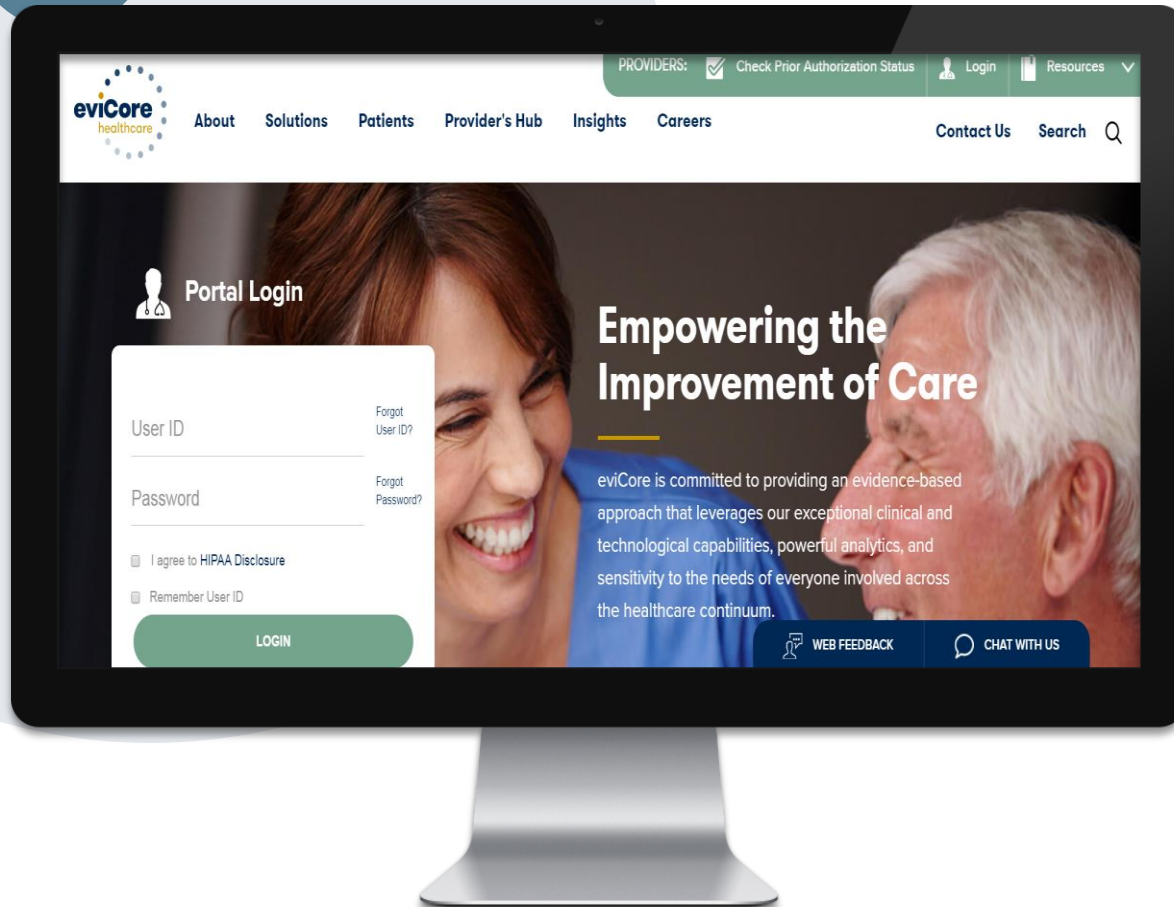 PROVIDERS: Check Prior Authorization Status Login Resources
eviCore
healthcare
About Solutions Patients Provider's Hub Insights Careers
Contact Us Search
Portal Login
User ID
Forgot
User ID?
Password
Forgot
Password?
I agree to HIPAA Disclosure
Remember User ID
LOGIN
Empowering the
Improvement of Care
eviCore is committed to providing an evidence-based
approach that leverages our exceptional clinical and
technological capabilities, powerful analytics, and
sensitivity to the needs of everyone involved across
the healthcare continuum.
WEB FEEDBACK CHAT WITH US